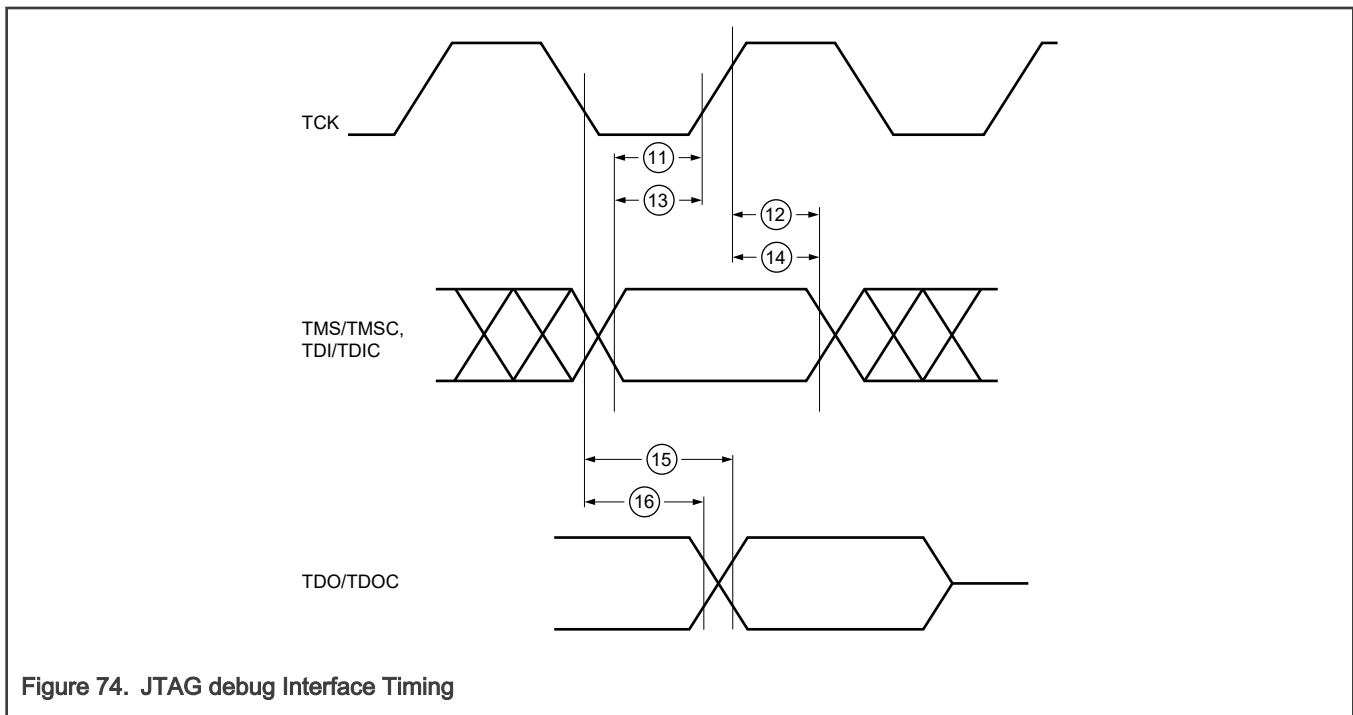 TCK
11
13
12
14
TMS/TMSC,
TDI/TDIC
15
16
TDO/TDOC
Figure 74. JTAG debug Interface Timing